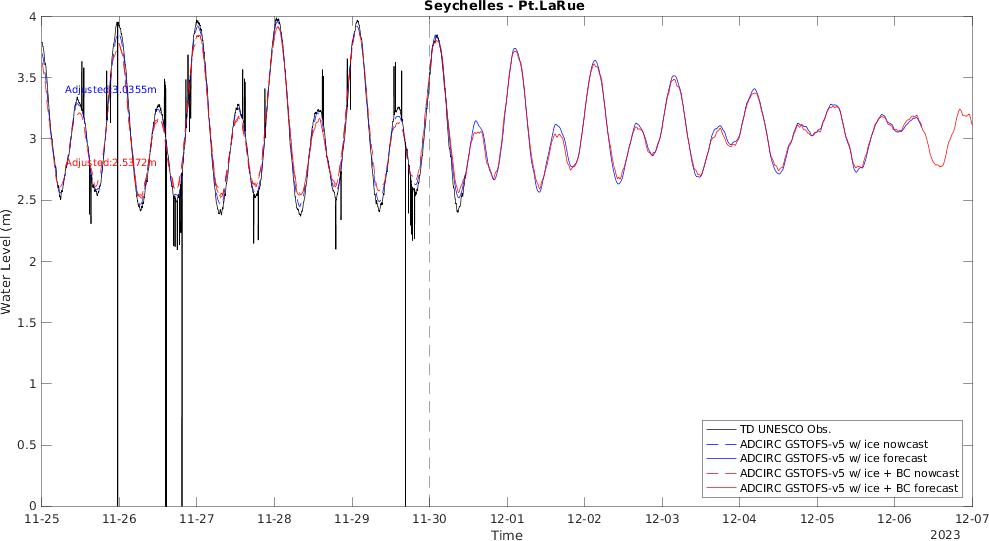 Seychelles - Pt.LaRue
Water Level (m)
4
3.5
3
2.5
2
1.5
1
0.5
0
Adjusted:3.0355m
Adjusted:2.5372m
TD UNESCO Obs.
ADCIRC GSTOFS-v5 w/ ice nowcast
ADCIRC GSTOFS-v5 w/ ice forecast
ADCIRC GSTOFS-v5 w/ ice + BC nowcast
ADCIRC GSTOFS-v5 w/ ice + BC forecast
11-25 11-26 11-27 11-28 11-29 11-30 12-01 12-02 12-03 12-04 12-05 12-06 12-07
Time
2023